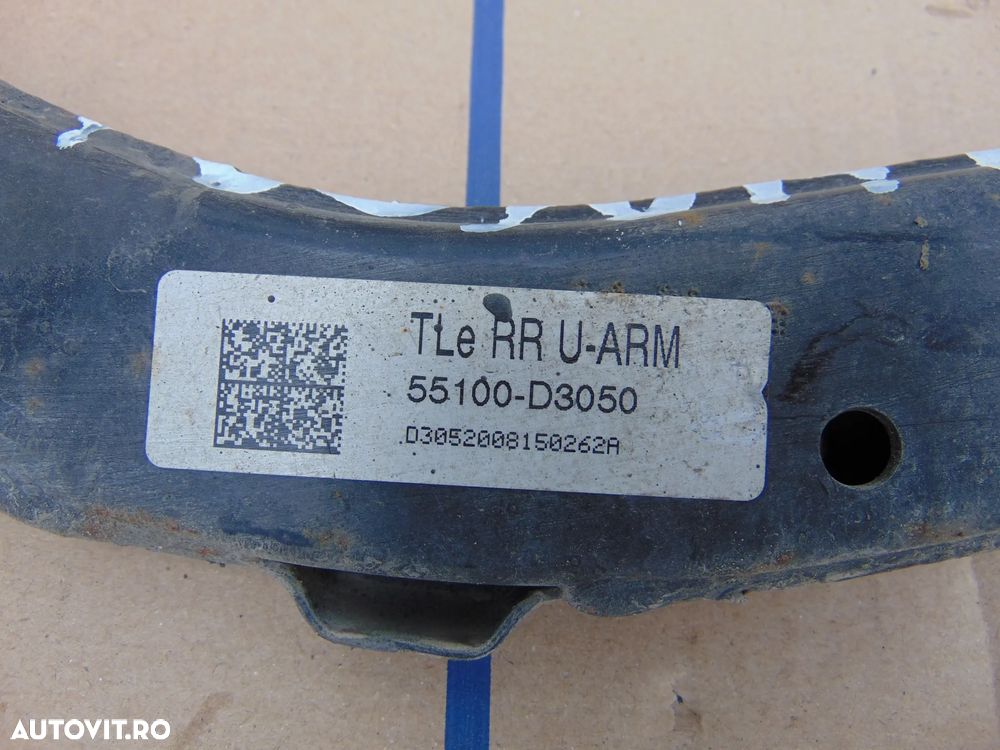 TLe RR U-ARM
55100-D3050
D3052008150262A
AUTOVIT.RO